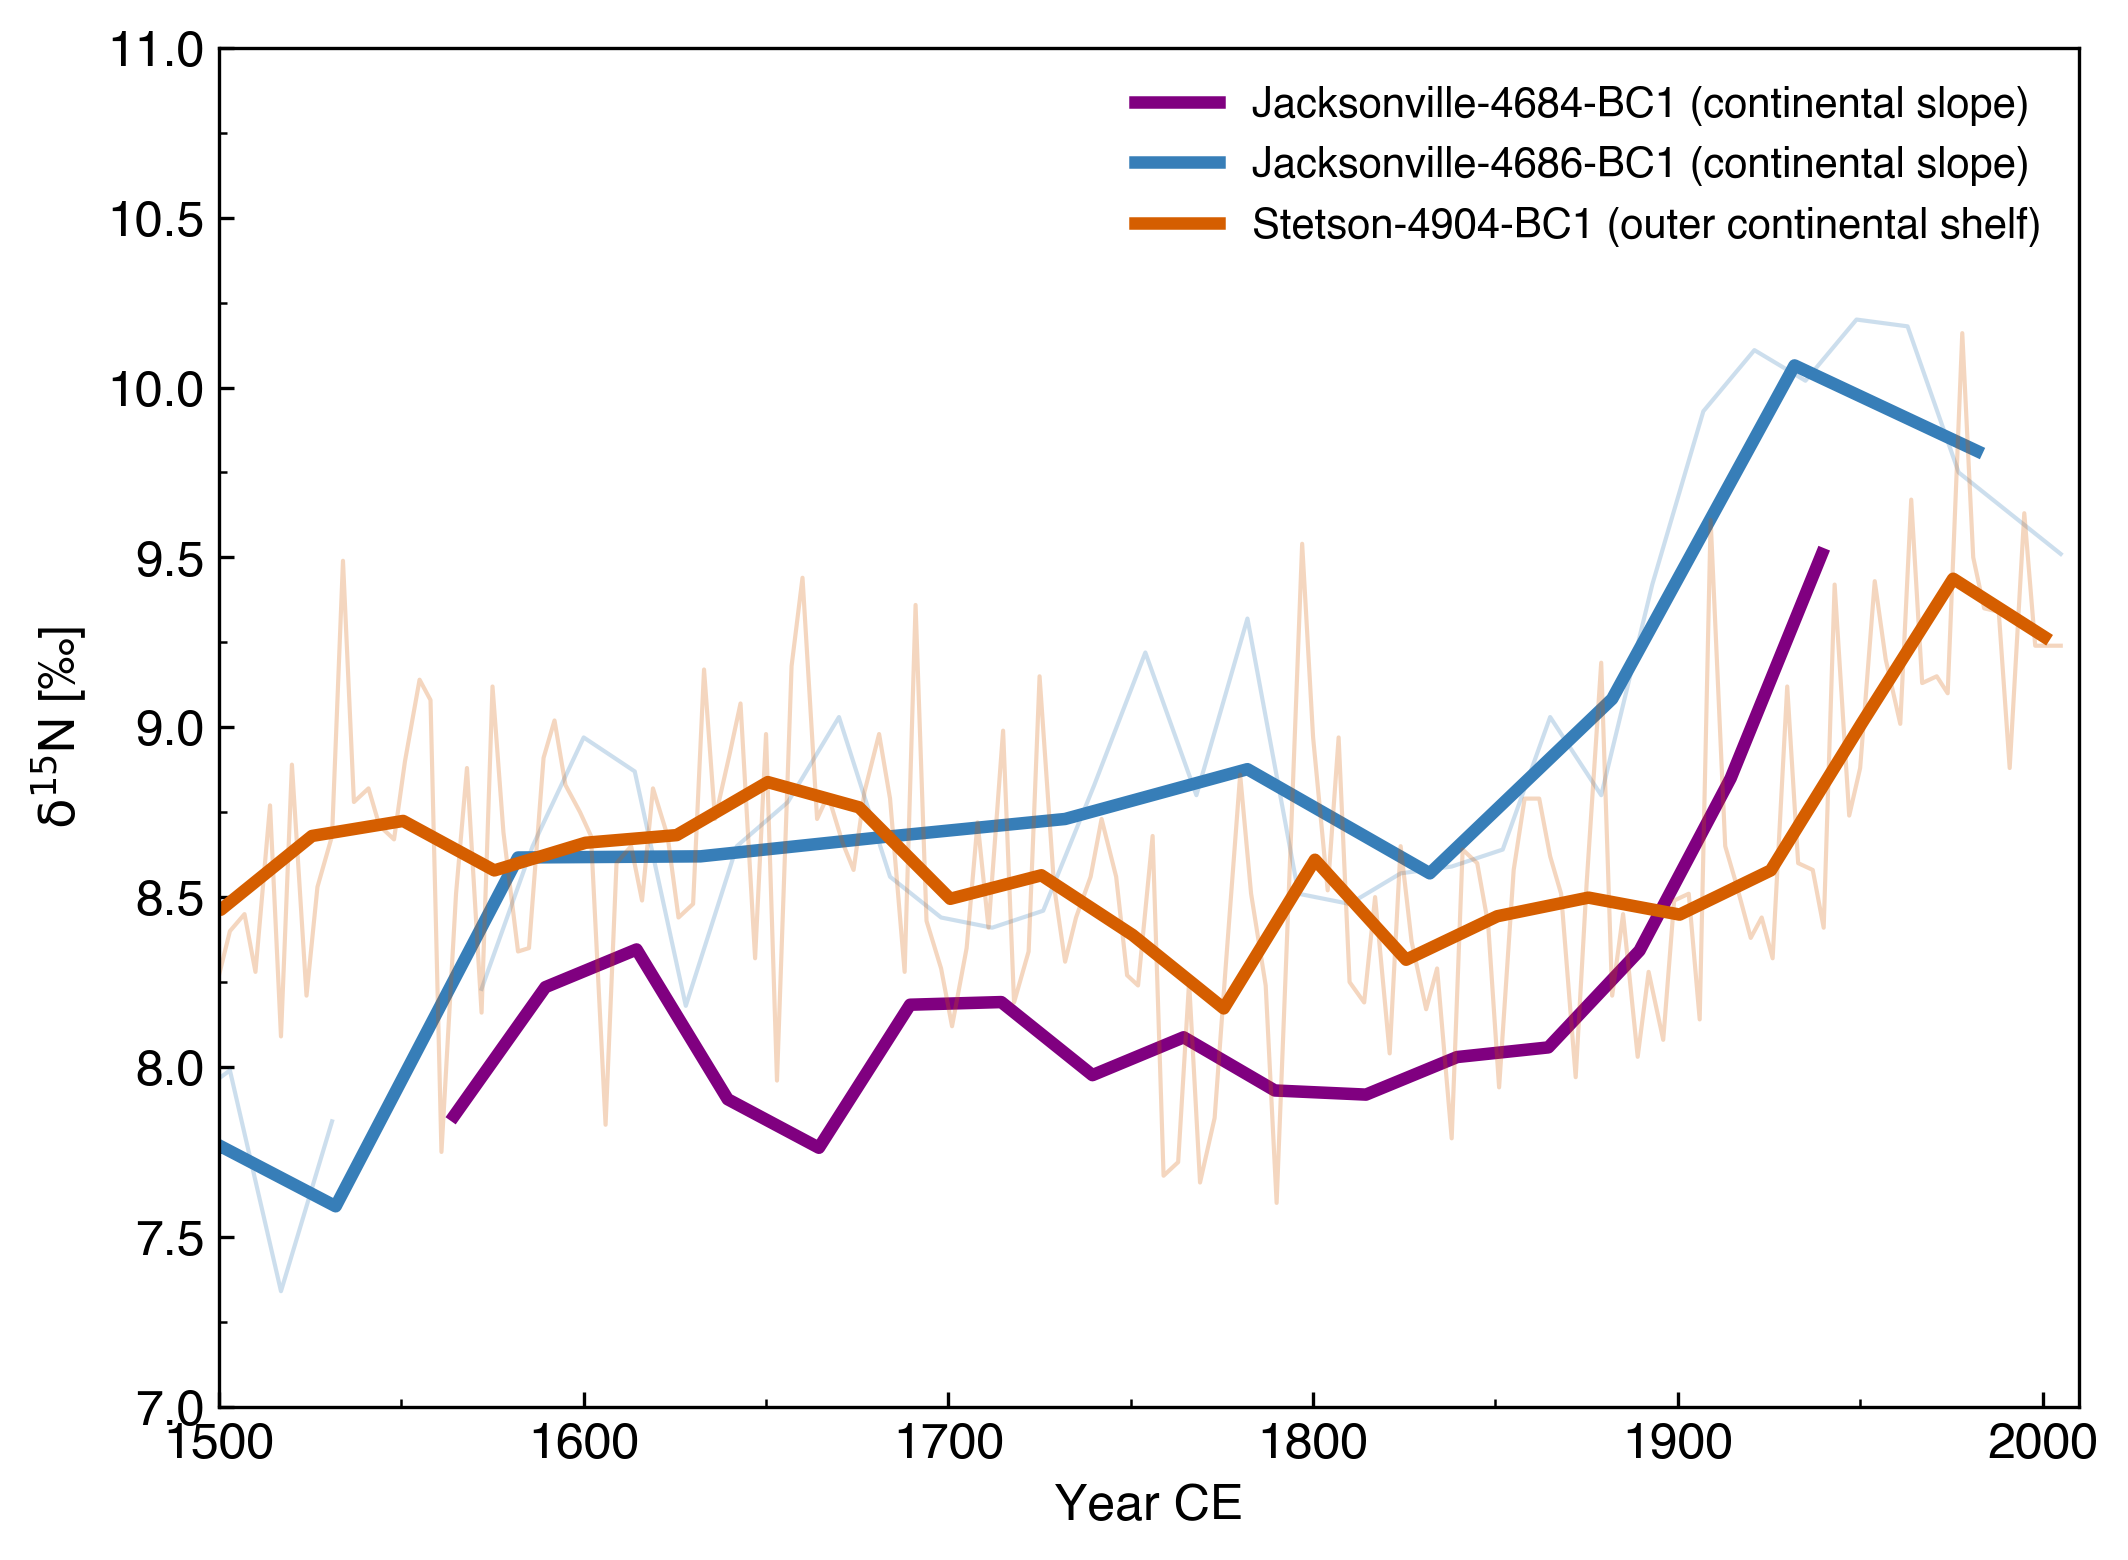 11.0
10.5
10.0
9.5
9.0
8.5
8.0
7.5
7.0
δ¹⁵N [‰]
Jacksonville-4684-BC1 (continental slope)
Jacksonville-4686-BC1 (continental slope)
Stetson-4904-BC1 (outer continental shelf)
1500 1600 1700 1800 1900 2000
Year CE